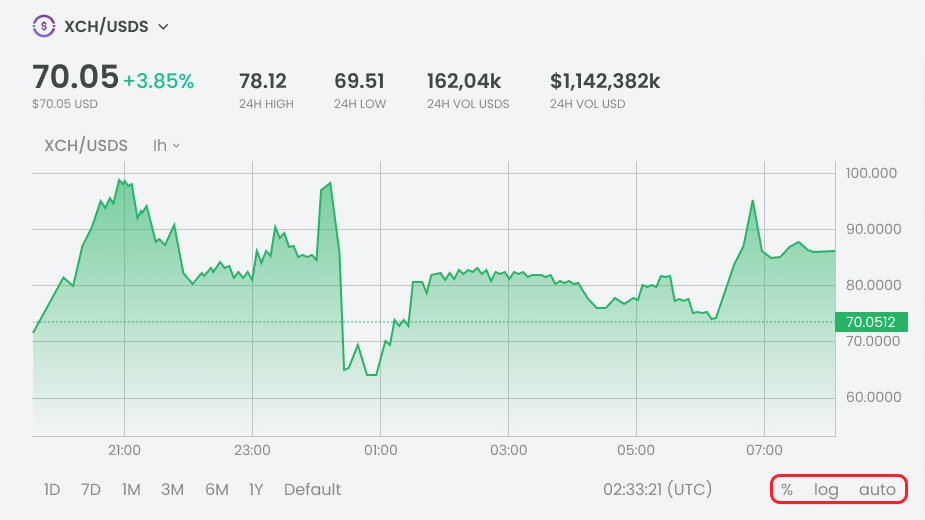 $ XCH/USDS
70.05 +3.85% 78.12 69.51 162,04k $1,142,382k
$70.05 USD 24H HIGH 24H LOW 24H VOL USDS 24H VOL USD
XCH/USDS 1h
100.000
90.0000
80.0000
70.0512
70.0000
60.0000
21:00 23:00 01:00 03:00 05:00 07:00
1D 7D 1M 3M 6M 1Y Default 02:33:21 (UTC) % log auto